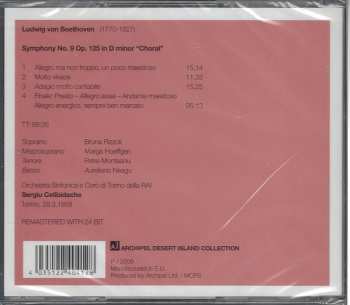 Ludwig van Beethoven (1770-1827)
Symphony No. 9 Op. 125 in D minor "Choral"
1 Allegro ma non troppo, un poco maestoso 15.14
2 Molto vivace 11.28
3 Adagio molto cantabile 15.25
4 Finale: Presto - Allegro assai - Andante maestoso
Allegro energico, sempre ben marcato 25.13
Soprano Bruna Rizzoli
Mezzosoprano Marga Hoeffgen
Tenore Petre Munteanu
Basso
Orchestra Sinfonica e Coro di Torino della RAI
Sergiu Celibidache
REMASTERED WITH 24 BIT
ARCHIPEL DESERT ISLAND COLLECTION
Manufactured in E.U.
Produced by Archipel Ltd. / MCPS